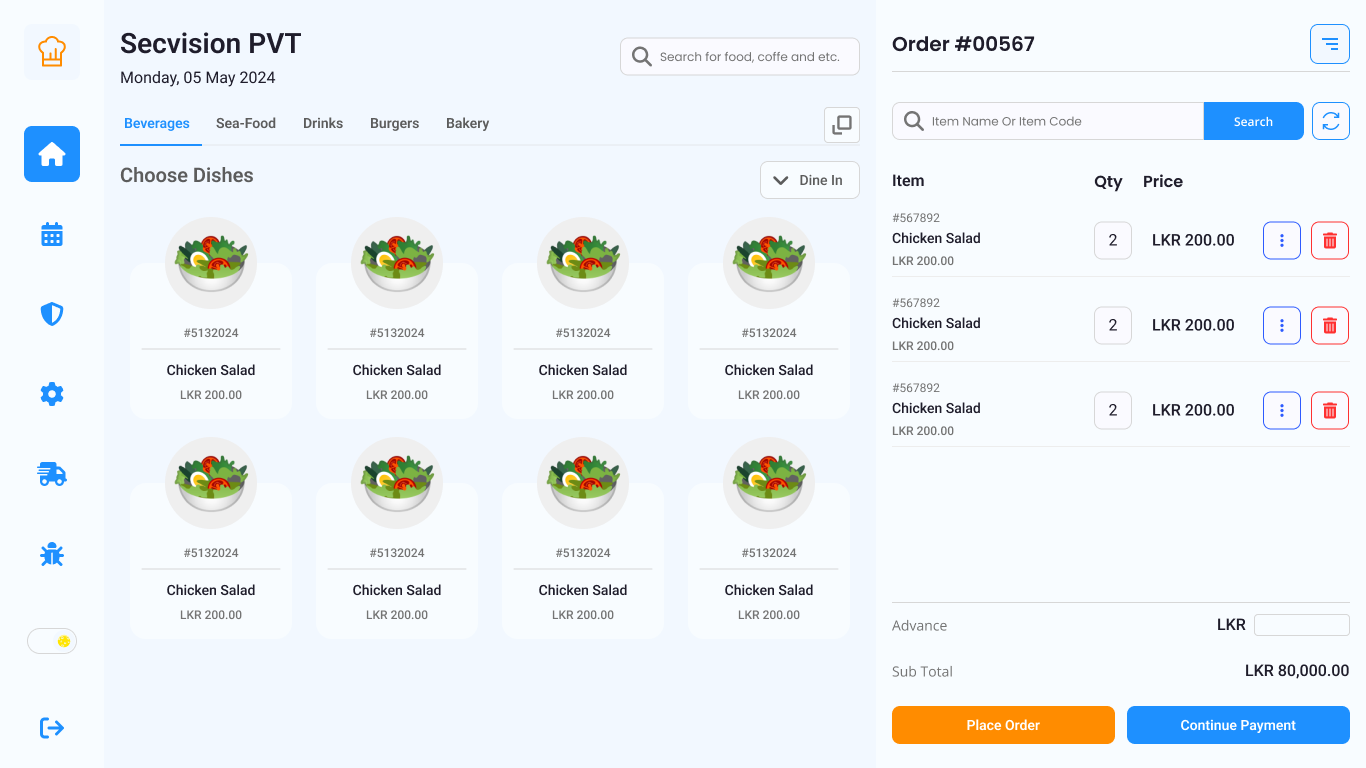 Secvision PVT
Monday, 05 May 2024
Search for food, coffe and etc.
Beverages Sea-Food Drinks Burgers Bakery
Choose Dishes
Dine In
#5132024 #5132024 #5132024 #5132024
Chicken Salad Chicken Salad Chicken Salad Chicken Salad
LKR 200.00 LKR 200.00 LKR 200.00 LKR 200.00
#5132024 #5132024 #5132024 #5132024
Chicken Salad Chicken Salad Chicken Salad Chicken Salad
LKR 200.00 LKR 200.00 LKR 200.00 LKR 200.00
Order #00567
Item Name Or Item Code Search
Item Qty Price
#567892
Chicken Salad 2 LKR 200.00
LKR 200.00
#567892
Chicken Salad 2 LKR 200.00
LKR 200.00
#567892
Chicken Salad 2 LKR 200.00
LKR 200.00
Advance LKR
Sub Total LKR 80,000.00
Place Order Continue Payment